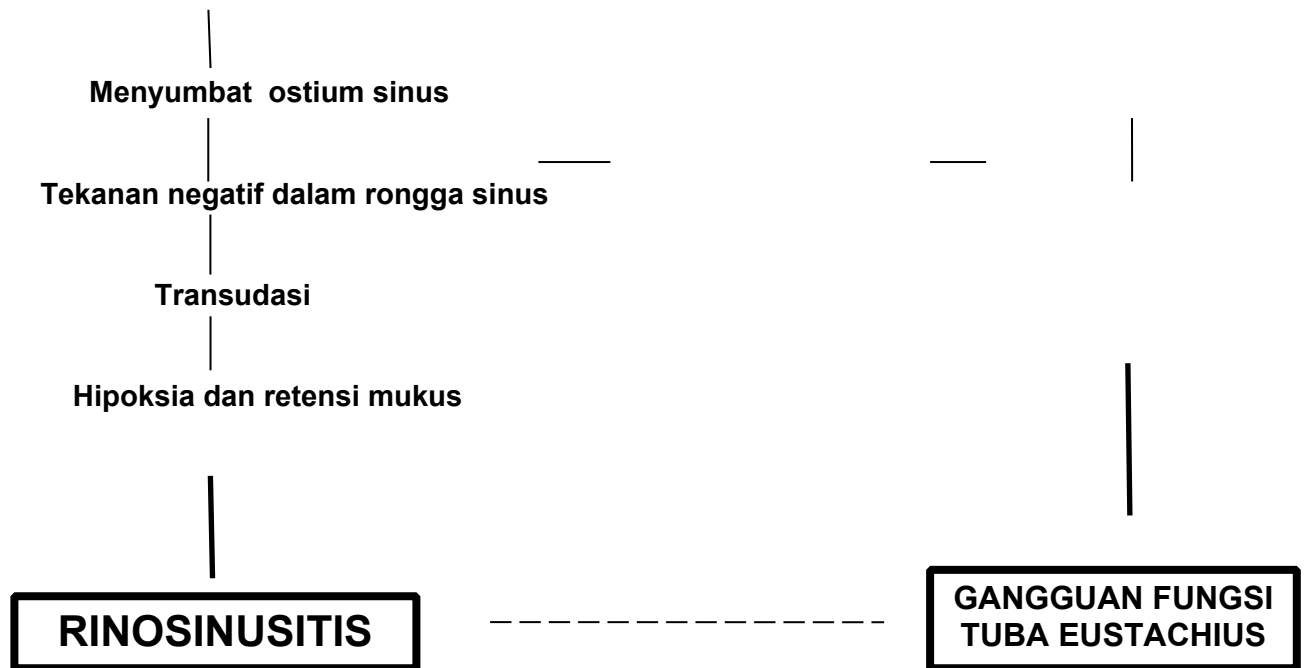 Menyumbat ostium sinus
Tekanan negatif dalam rongga sinus
Transudasi
Hipoksia dan retensi mukus
RINOSINUSITIS
GANGGUAN FUNGSI
TUBA EUSTACHIUS